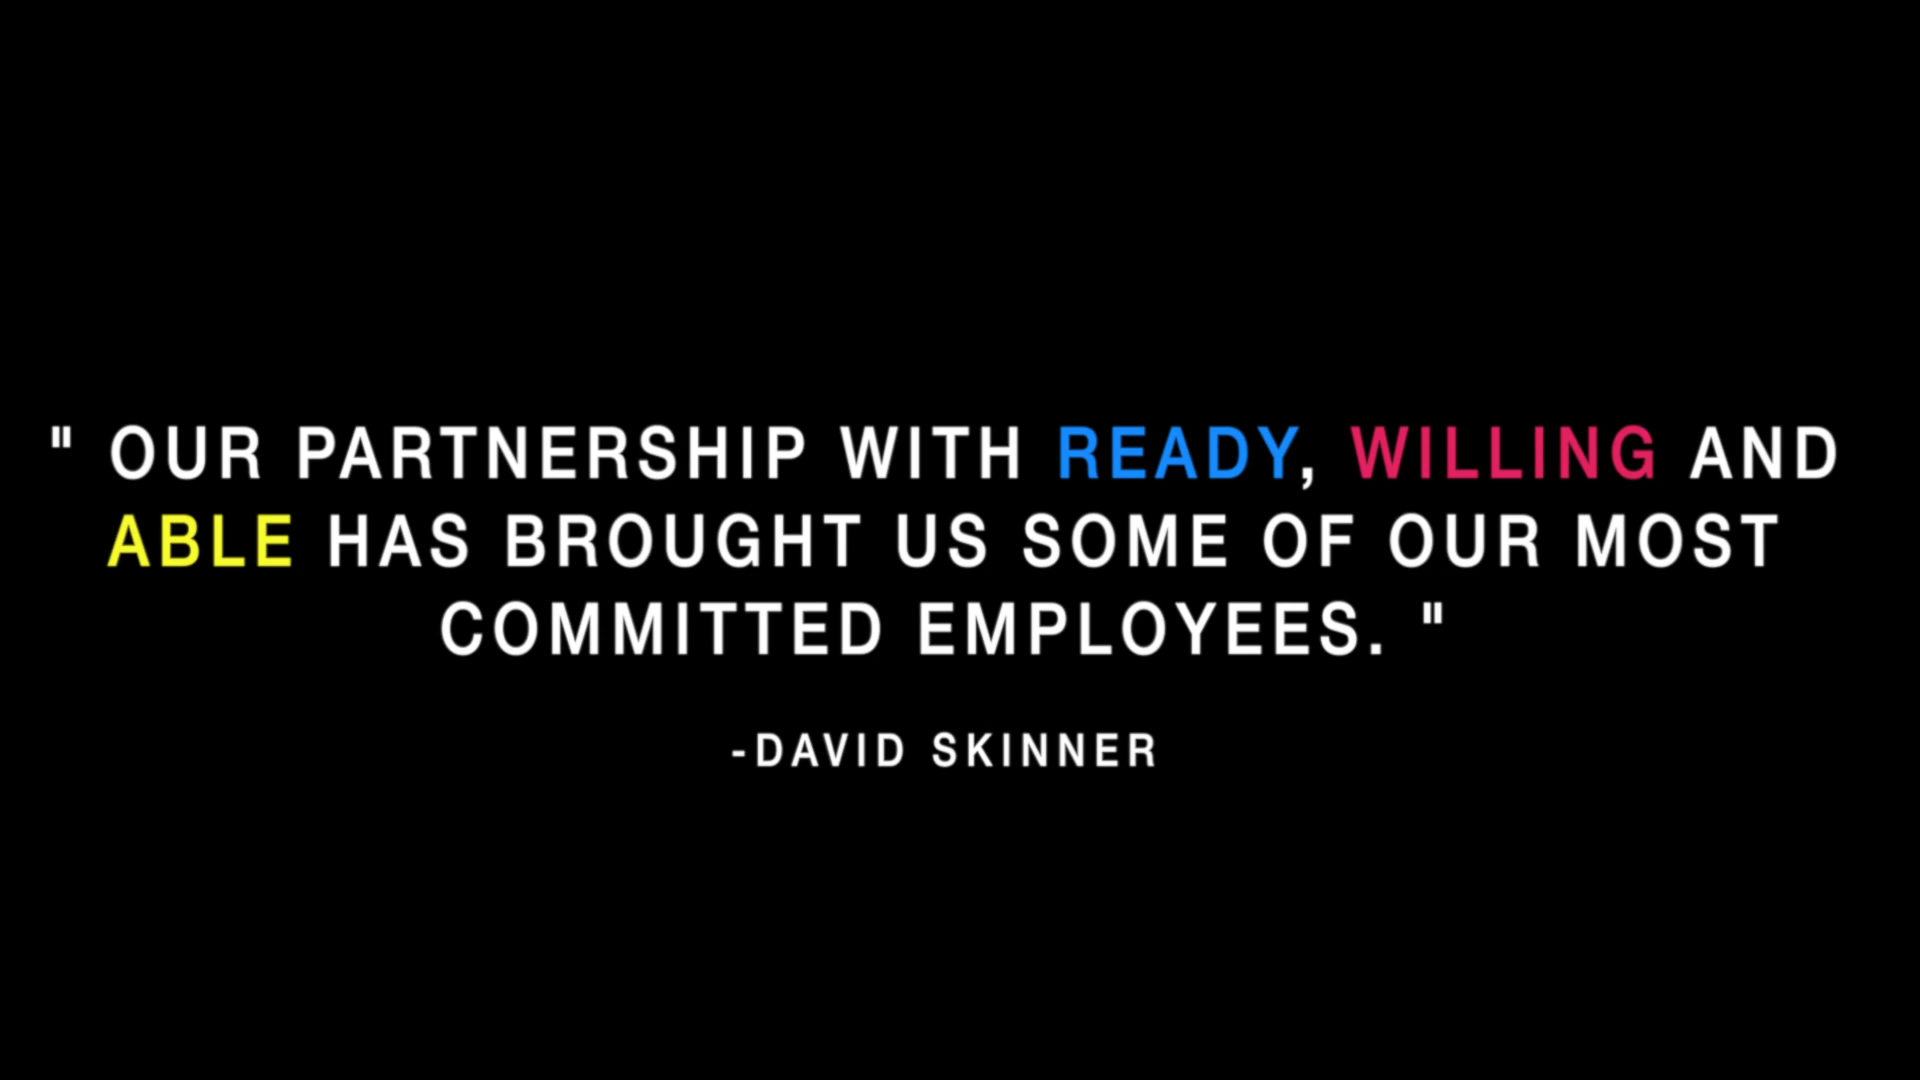 " OUR PARTNERSHIP WITH READY, WILLING AND
ABLE HAS BROUGHT US SOME OF OUR MOST
COMMITTED EMPLOYEES. "
-DAVID SKINNER